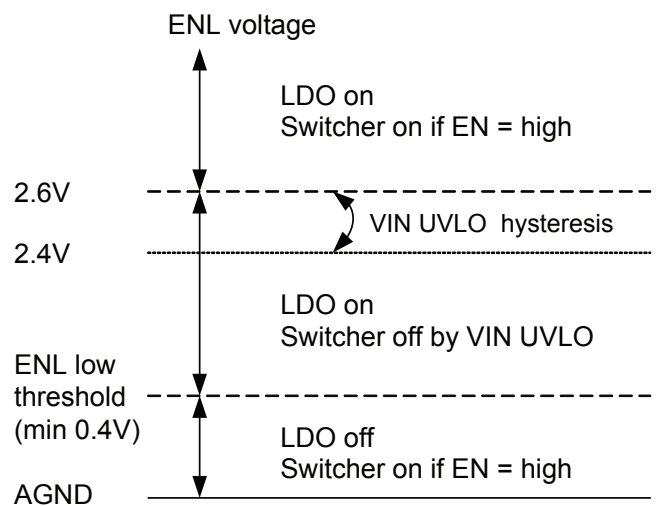 ENL voltage
LDO on
Switcher on if EN = high
2.6V
VIN UVLO hysteresis
2.4V
LDO on
Switcher off by VIN UVLO
ENL low
threshold
(min 0.4V)
LDO off
Switcher on if EN = high
AGND